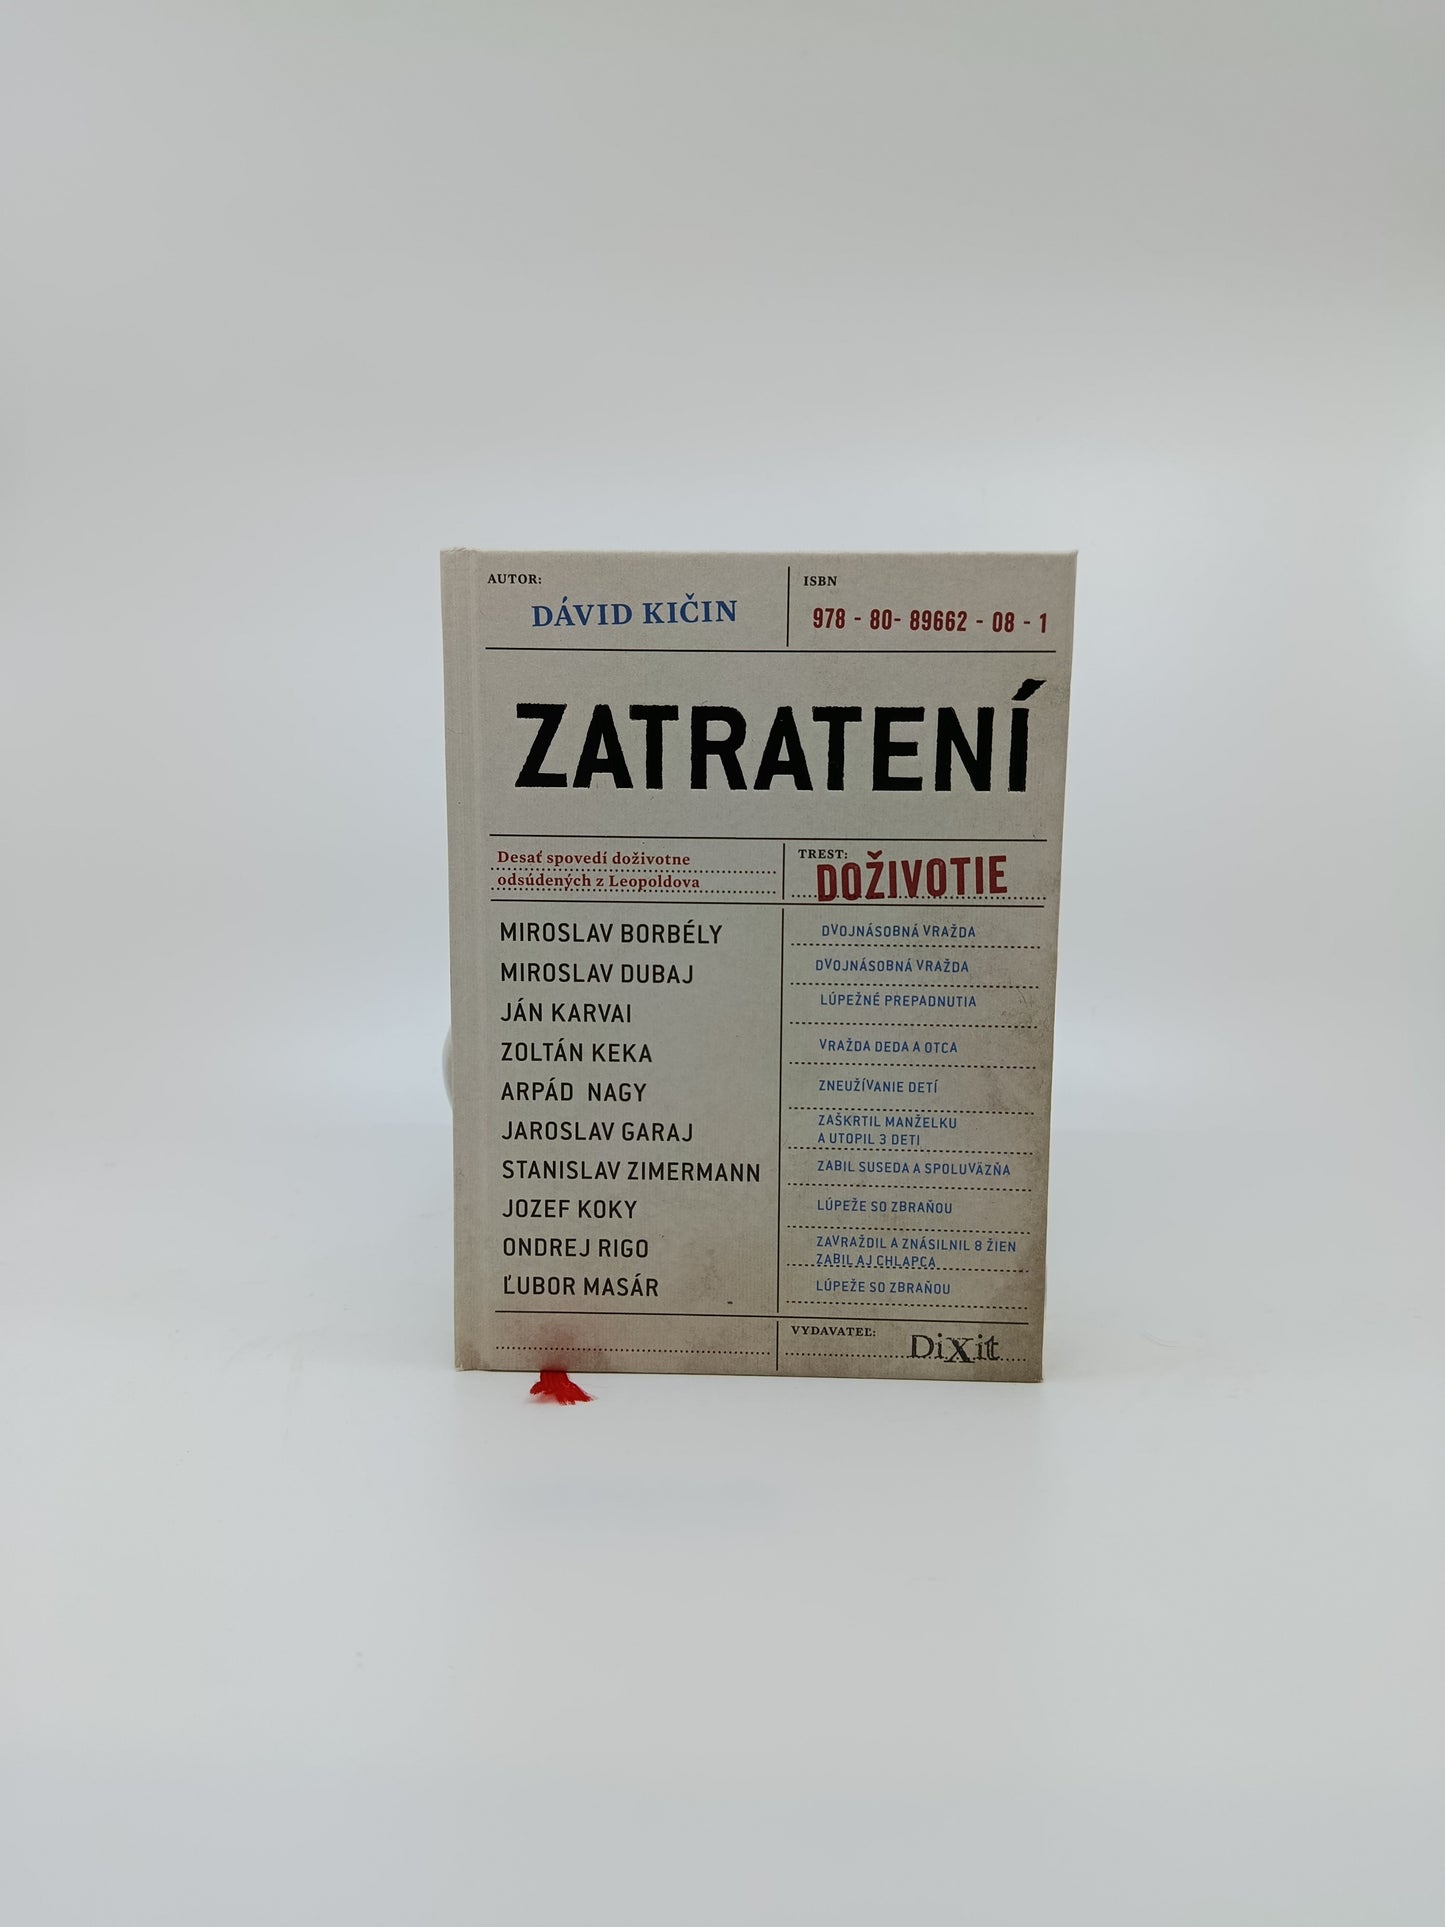 AUTOR:
DÁVID KIČIN
ISBN
978 - 80- 89662 - 08 - 1
ZATRATENÍ
Desať spovedí doživotne
odsúdených z Leopoldova
TREST:
DOŽIVOTIE
MIROSLAV BORBÉLY
DVOJNÁSOBNÁ VRAŽDA
MIROSLAV DUBAJ
DVOJNÁSOBNÁ VRAŽDA
JÁN KARVAI
LÚPEŽNÉ PREPADNUTIA
ZOLTÁN KEKA
VRAŽDA DEDA A OTCA
ARPÁD NAGY
ZNEUŽÍVANIE DETÍ
JAROSLAV GARAJ
ZAŠKRTIL MANŽELKU
A UTOPIL 3 DETI
STANISLAV ZIMERMANN
ZABIL SUSEDA A SPOLUVÄZŇA
JOZEF KOKY
LÚPEŽE SO ZBRAŇOU
ONDREJ RIGO
ZAVRAŽDIL A ZNÁSILNIL 8 ŽIEN
ZABIL AJ CHLAPCA
ĽUBOR MASÁR
LÚPEŽE SO ZBRAŇOU
VYDAVATEĽ:
DiXit